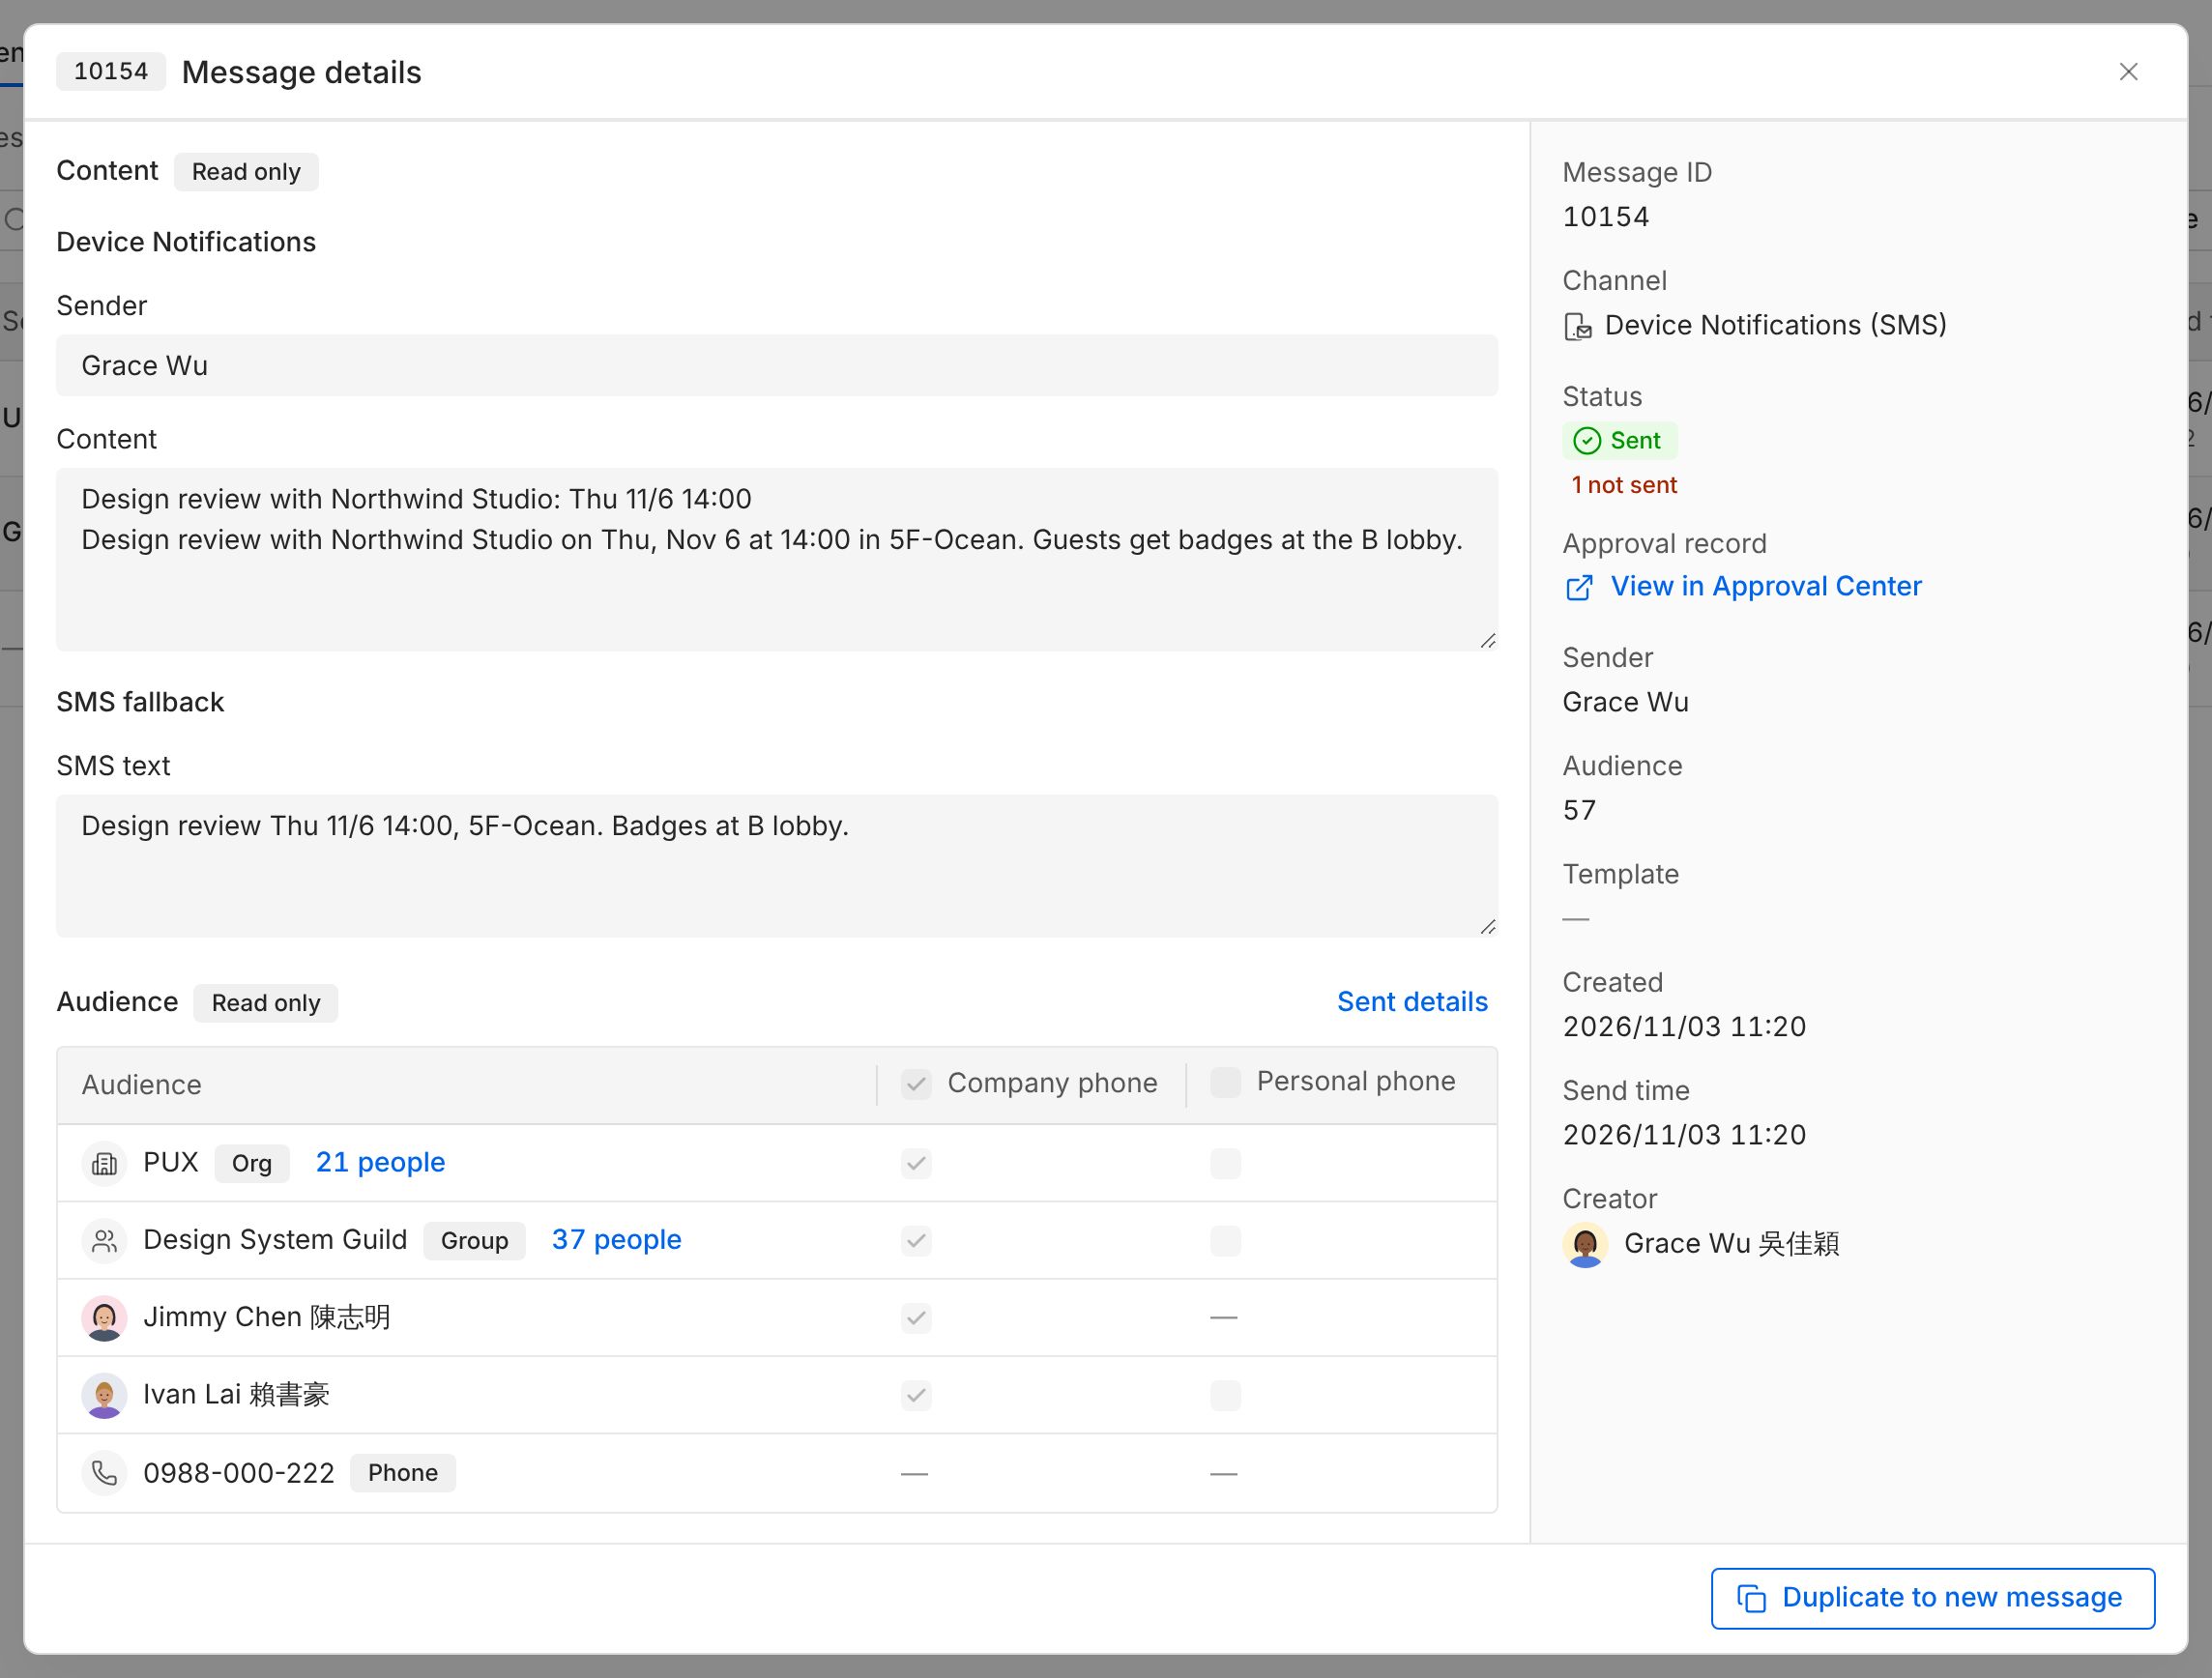 10154 Message details
Content Read only
Device Notifications
Sender
Grace Wu
Content
Design review with Northwind Studio: Thu 11/6 14:00
Design review with Northwind Studio on Thu, Nov 6 at 14:00 in 5F-Ocean. Guests get badges at the B lobby.
SMS fallback
SMS text
Design review Thu 11/6 14:00, 5F-Ocean. Badges at B lobby.
Audience Read only Sent details
Audience Company phone Personal phone
PUX Org 21 people
Design System Guild Group 37 people
Jimmy Chen 陳志明 —
Ivan Lai 賴書豪
0988-000-222 Phone — —
Message ID
10154
Channel
Device Notifications (SMS)
Status
Sent
1 not sent
Approval record
View in Approval Center
Sender
Grace Wu
Audience
57
Template
—
Created
2026/11/03 11:20
Send time
2026/11/03 11:20
Creator
Grace Wu 吳佳穎
Duplicate to new message